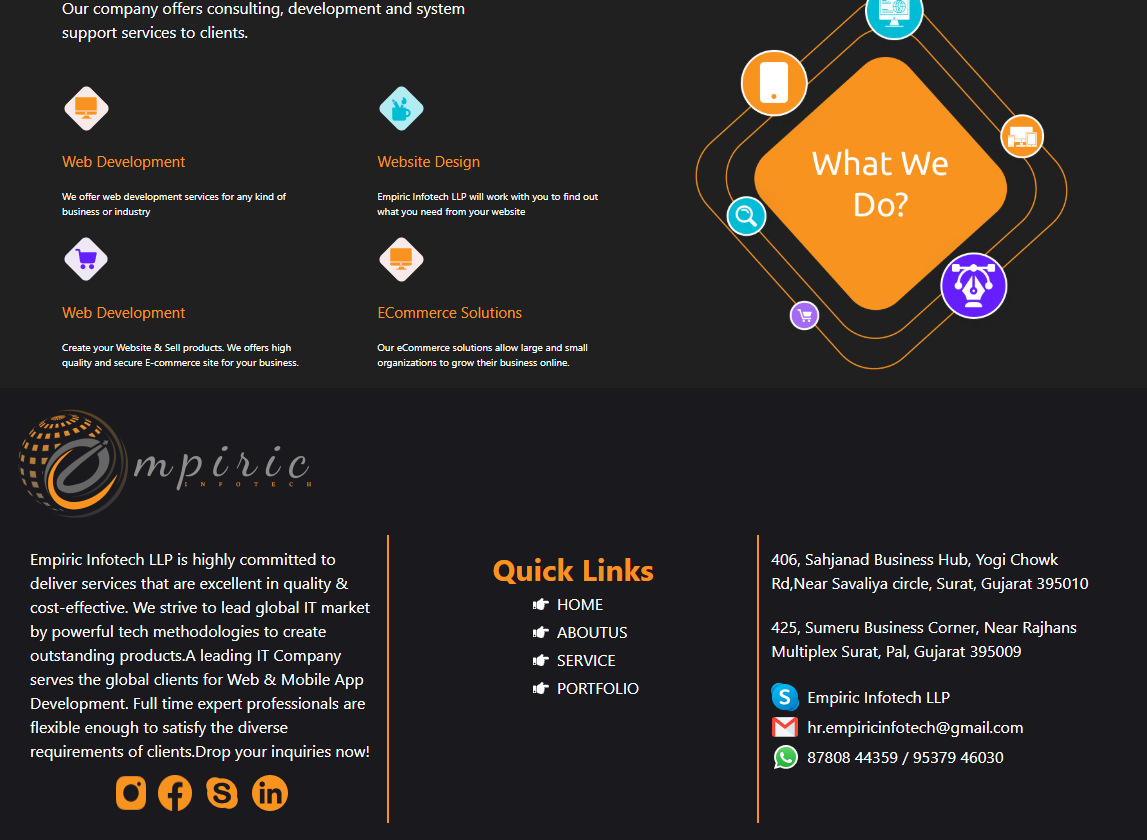 Our company offers consulting, development and system
support services to clients.
What We
Do?
Web Development
We offer web development services for any kind of
business or industry
Website Design
Empiric Infotech LLP will work with you to find out
what you need from your website
Web Development
Create your Website & Sell products. We offers high
quality and secure E-commerce site for your business.
ECommerce Solutions
Our eCommerce solutions allow large and small
organizations to grow their business online.
empiric
INFOTECH
Empiric Infotech LLP is highly committed to
deliver services that are excellent in quality &
cost-effective. We strive to lead global IT market
by powerful tech methodologies to create
outstanding products.A leading IT Company
serves the global clients for Web & Mobile App
Development. Full time expert professionals are
flexible enough to satisfy the diverse
requirements of clients.Drop your inquiries now!
Quick Links
HOME
ABOUTUS
SERVICE
PORTFOLIO
406, Sahjanad Business Hub, Yogi Chowk
Rd,Near Savaliya circle, Surat, Gujarat 395010
425, Sumeru Business Corner, Near Rajhans
Multiplex Surat, Pal, Gujarat 395009
Empiric Infotech LLP
hr.empiricinfotech@gmail.com
87808 44359 / 95379 46030